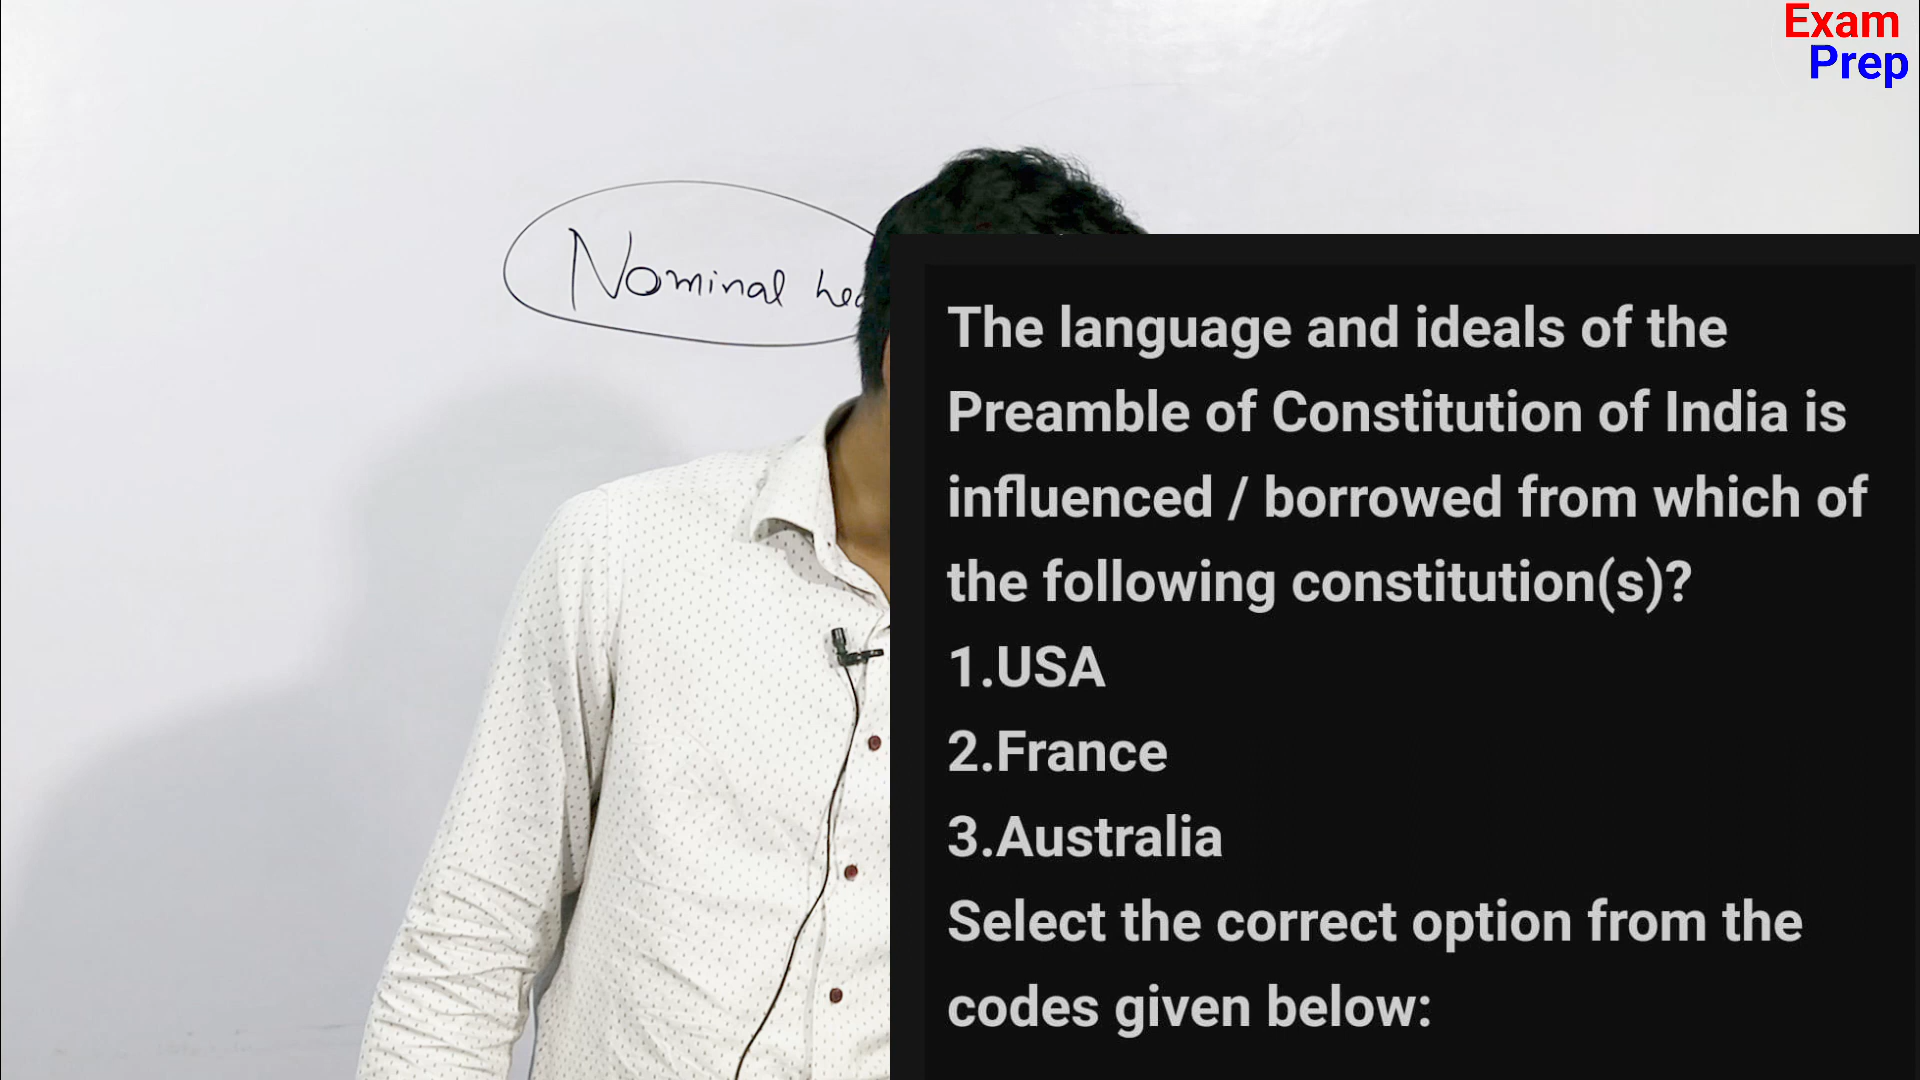 Exam
Prep
Nominal
The language and ideals of the
Preamble of Constitution of India is
influenced / borrowed from which of
the following constitution(s)?
1.USA
2.France
3.Australia
Select the correct option from the
codes given below: